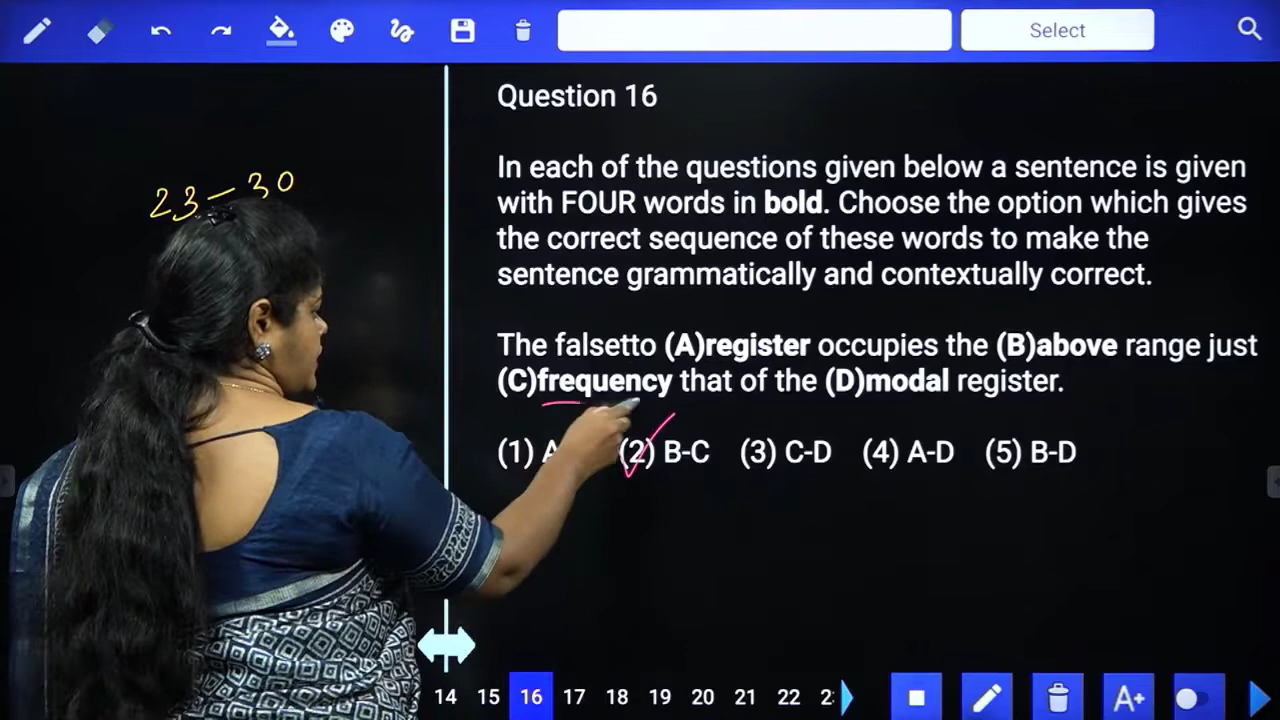 Select
Question 16
23-30
In each of the questions given below a sentence is given
with FOUR words in bold. Choose the option which gives
the correct sequence of these words to make the
sentence grammatically and contextually correct.
The falsetto (A)register occupies the (B)above range just
(C)frequency that of the (D)modal register.
(1) A (2) B-C (3) C-D (4) A-D (5) B-D
14 15 16 17 18 19 20 21 22
A+